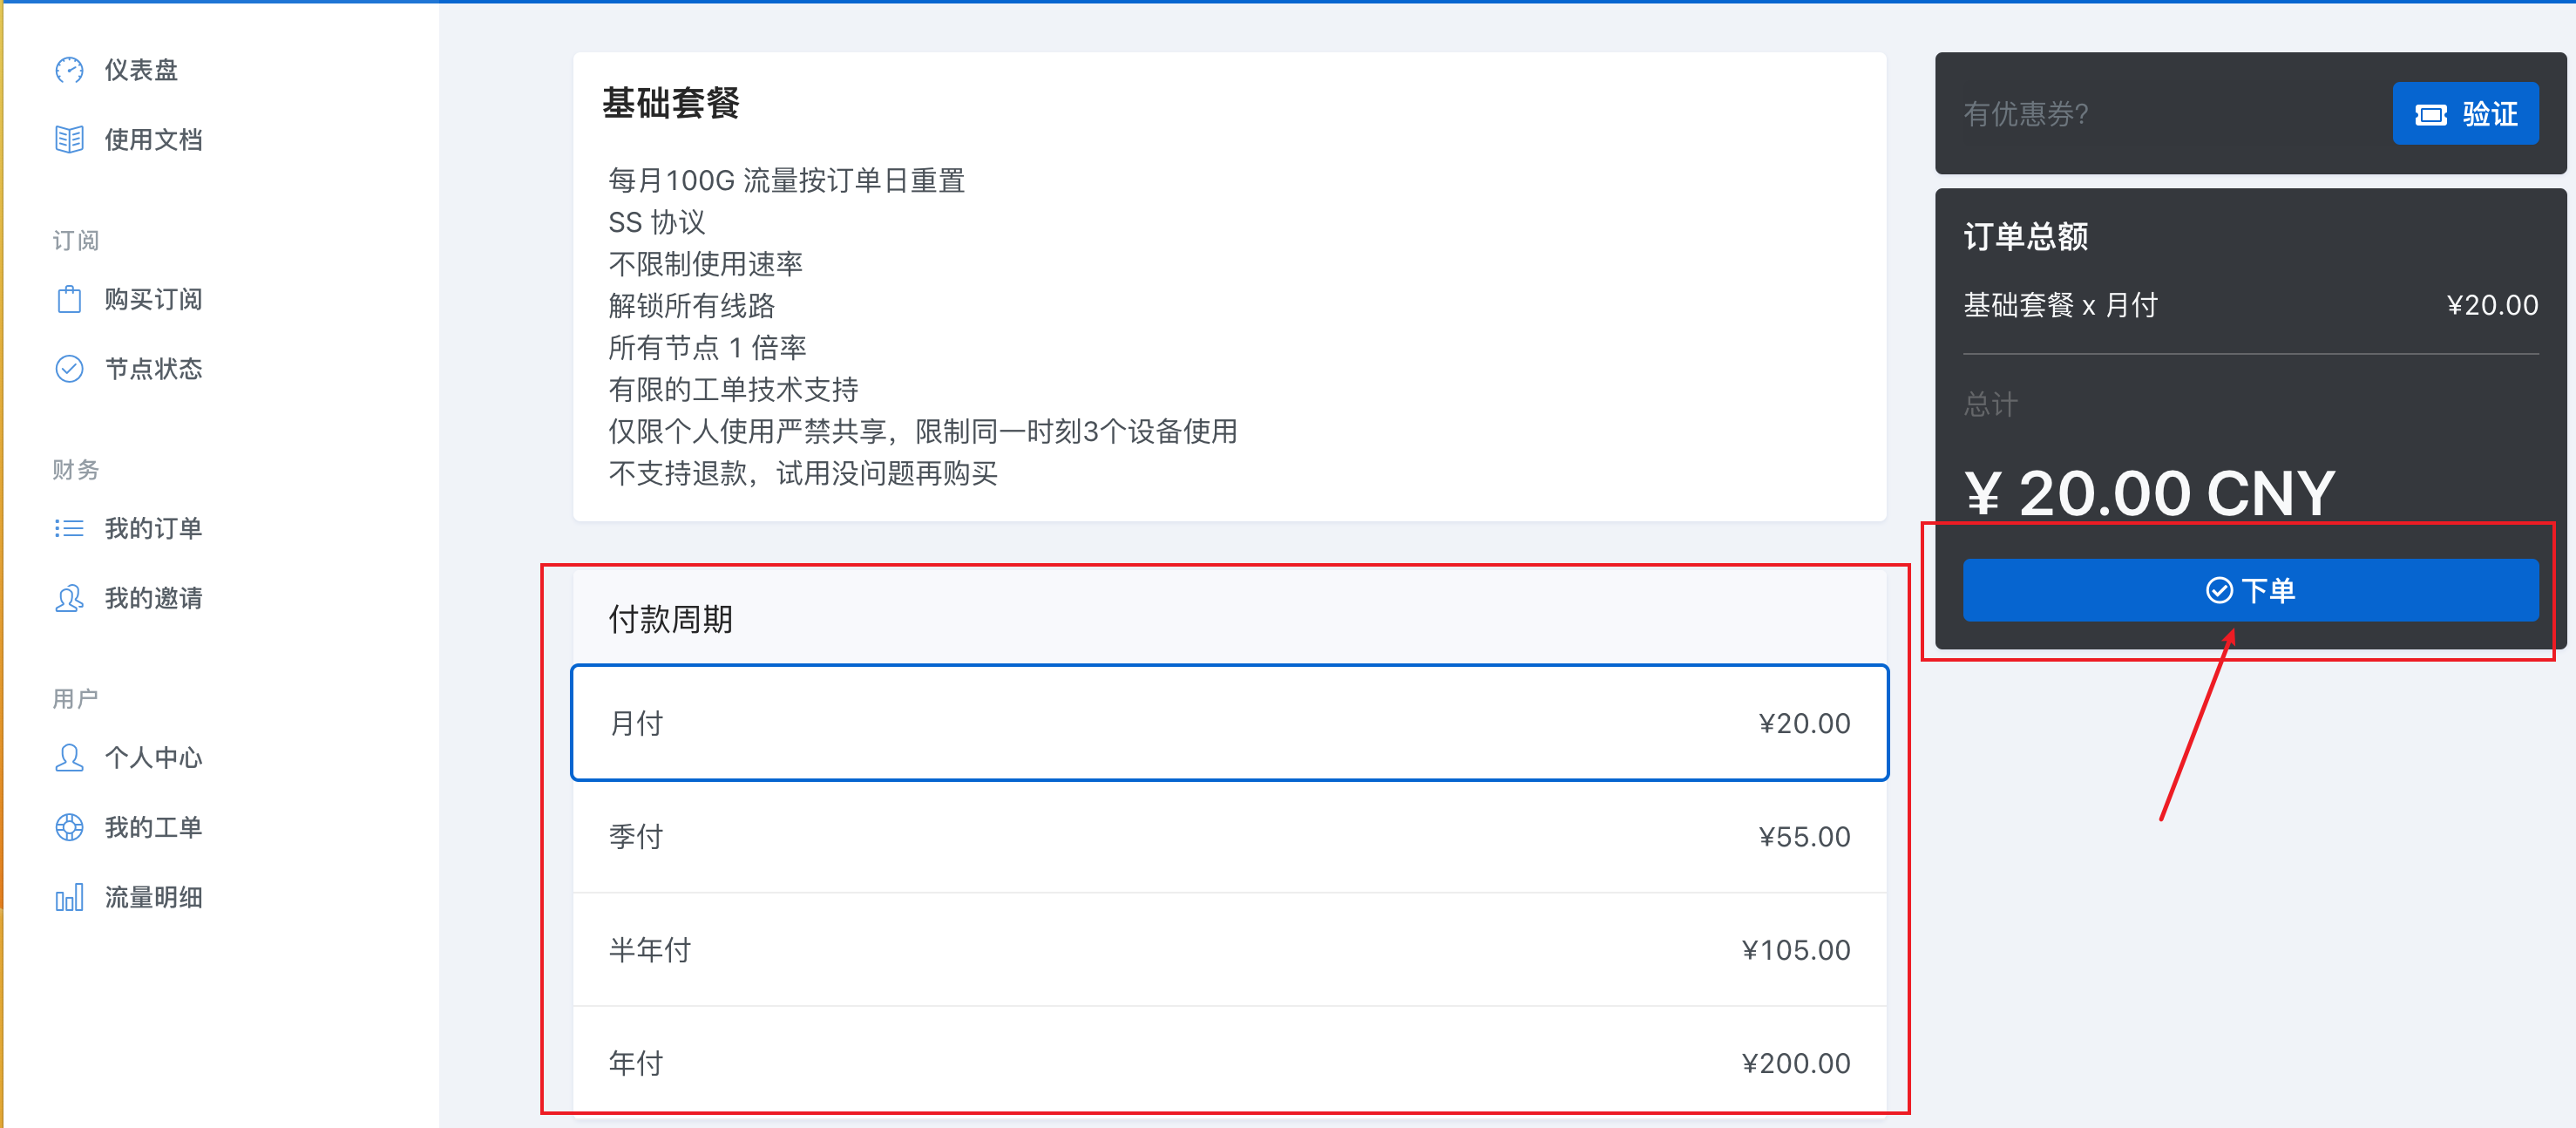 仪表盘
使用文档
订阅
购买订阅
节点状态
财务
我的订单
我的邀请
用户
个人中心
我的工单
流量明细
基础套餐
每月100G 流量按订单日重置
SS 协议
不限制使用速率
解锁所有线路
所有节点 1 倍率
有限的工单技术支持
仅限个人使用严禁共享，限制同一时刻3个设备使用
不支持退款，试用没问题再购买
付款周期
月付 ¥20.00
季付 ¥55.00
半年付 ¥105.00
年付 ¥200.00
有优惠券?
验证
订单总额
基础套餐 x 月付 ¥20.00
总计
¥ 20.00 CNY
下单